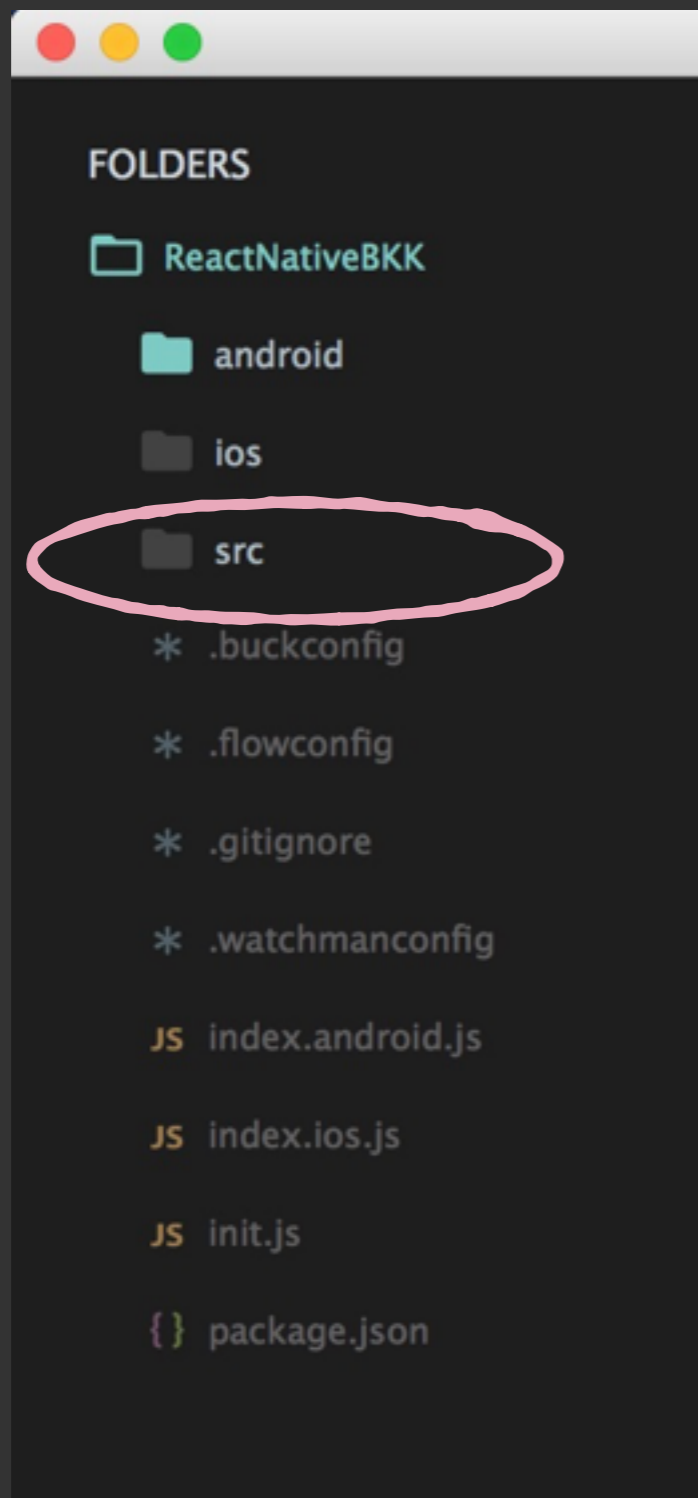 FOLDERS
ReactNativeBKK
android
ios
src
* .buckconfig
* .flowconfig
* .gitignore
* .watchmanconfig
JS index.android.js
JS index.ios.js
JS init.js
{ } package.json